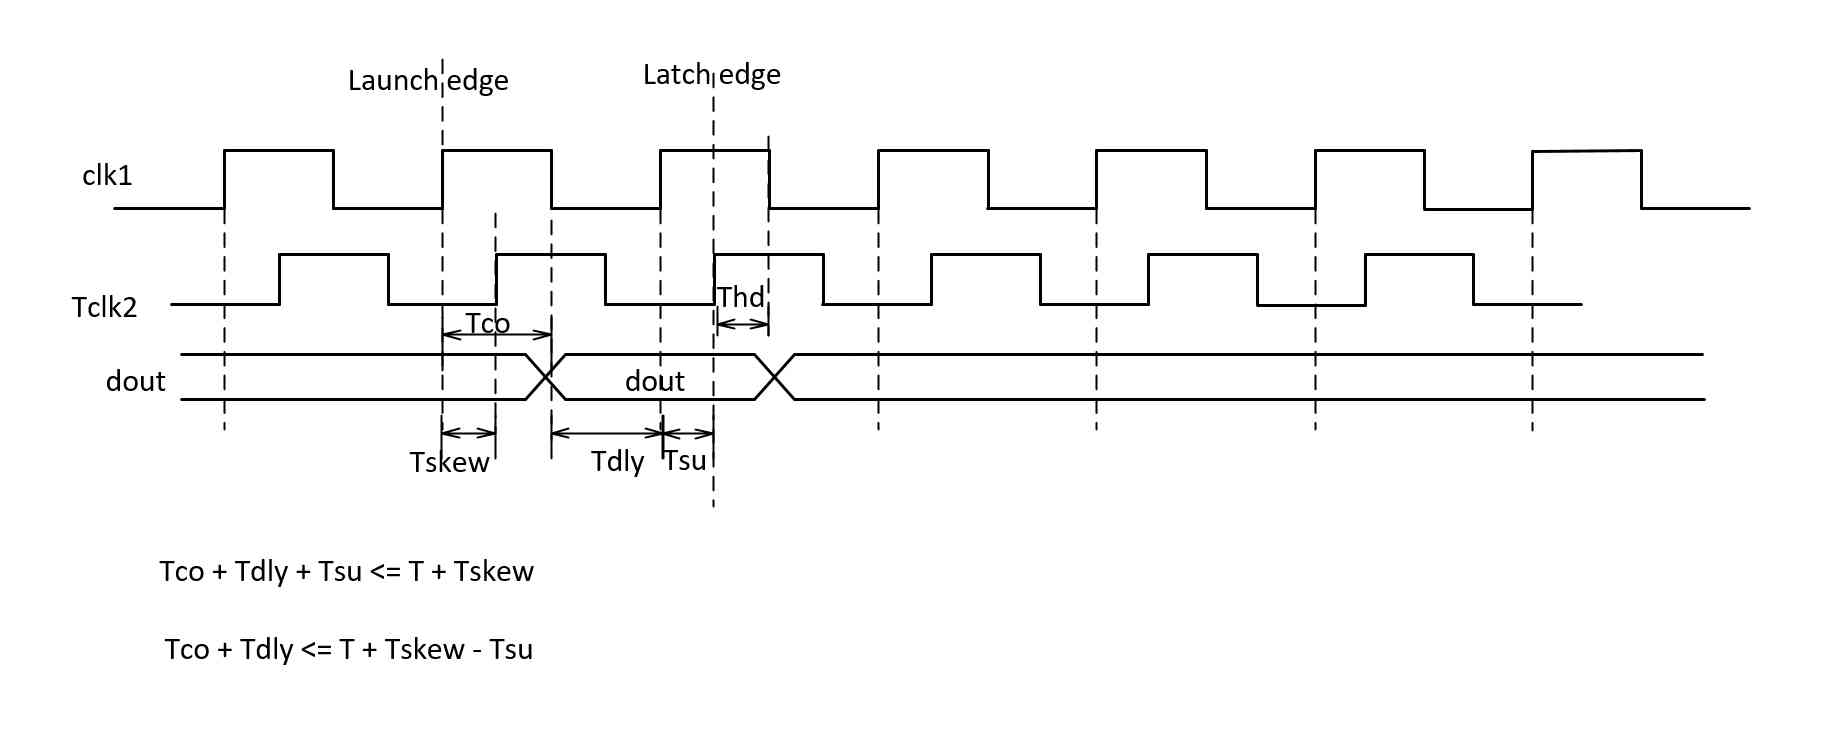 Launch edge
Latch edge
clk1
Tclk2
Thd
Tco
dout
dout
Tskew
Tdly
Tsu
Tco + Tdly + Tsu <= T + Tskew
Tco + Tdly <= T + Tskew - Tsu